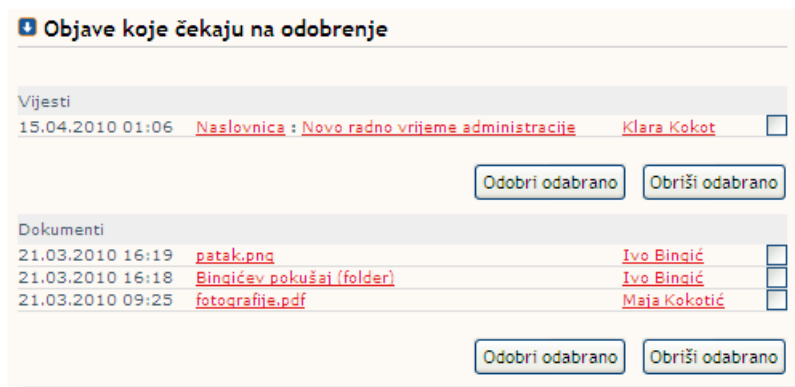 Objave koje čekaju na odobrenje
Vijesti
15.04.2010 01:06 Naslovnica : Novo radno vrijeme administracije Klara Kokot
Odobri odabrano Obriši odabrano
Dokumenti
21.03.2010 16:19 patak.png Ivo Bingić
21.03.2010 16:18 Bingićev pokušaj (folder) Ivo Bingić
21.03.2010 09:25 fotografije.pdf Maja Kokotić
Odobri odabrano Obriši odabrano